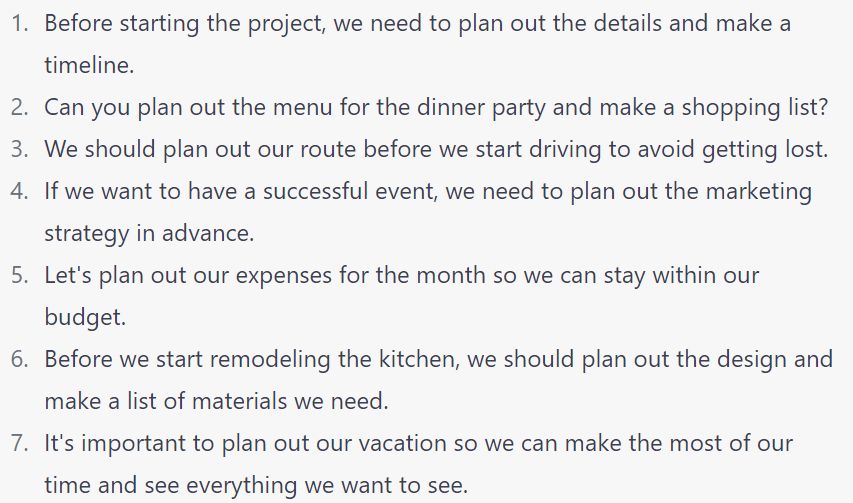 1. Before starting the project, we need to plan out the details and make a
timeline.
2. Can you plan out the menu for the dinner party and make a shopping list?
3. We should plan out our route before we start driving to avoid getting lost.
4. If we want to have a successful event, we need to plan out the marketing
strategy in advance.
5. Let's plan out our expenses for the month so we can stay within our
budget.
6. Before we start remodeling the kitchen, we should plan out the design and
make a list of materials we need.
7. It's important to plan out our vacation so we can make the most of our
time and see everything we want to see.